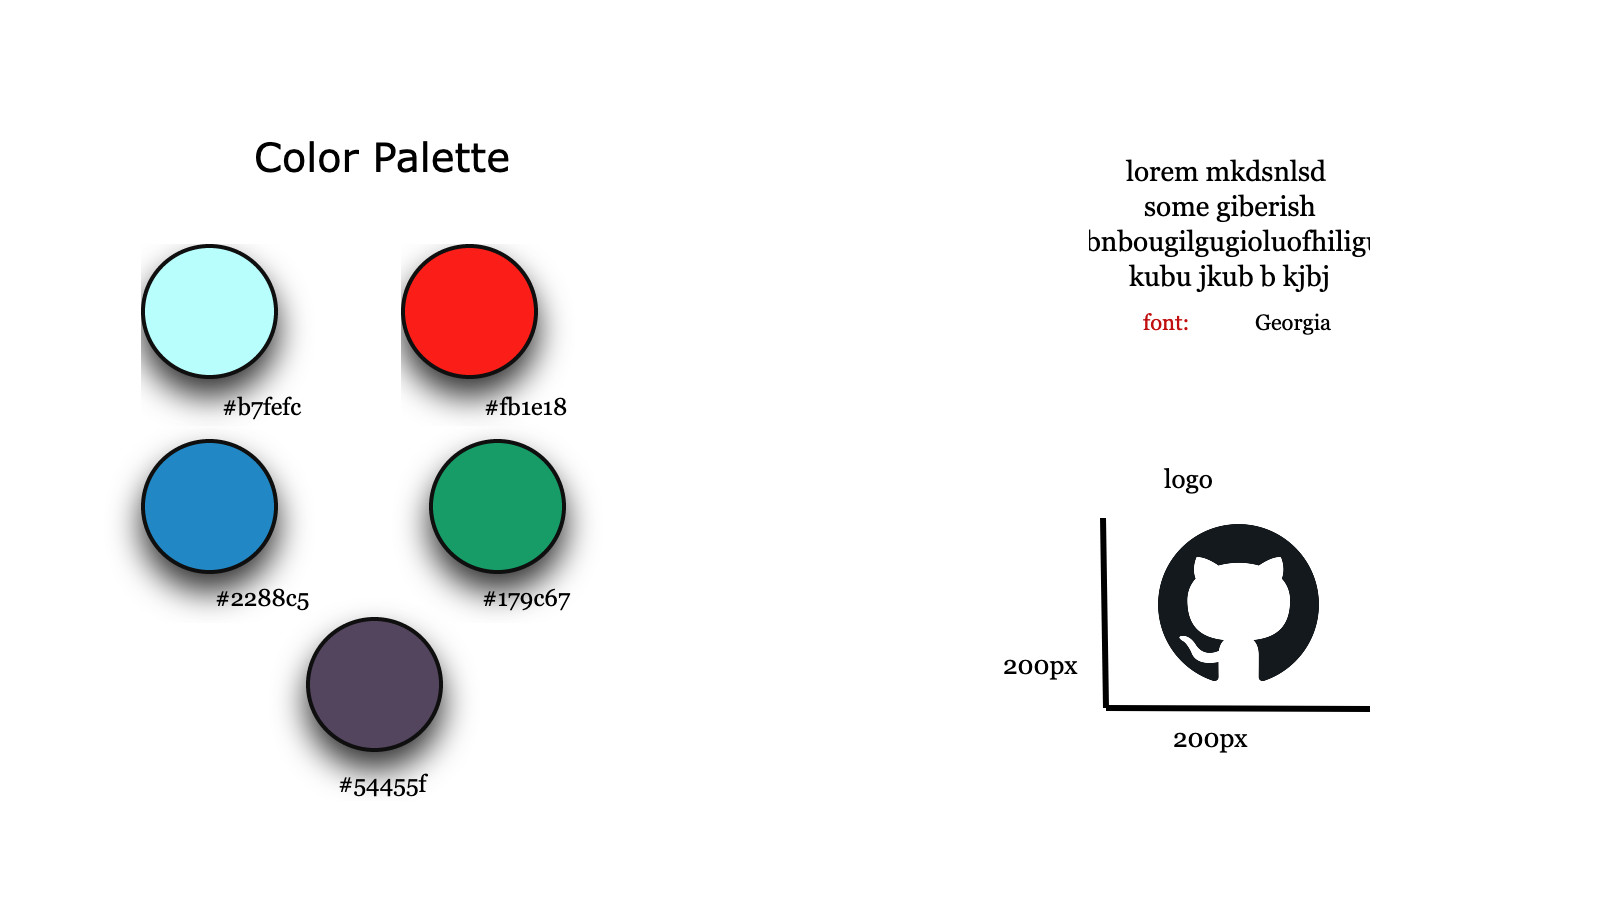 Color Palette
#b7fefc
#fb1e18
#2288c5
#179c67
#54455f
lorem mkdsnlsd
some giberish
bnbougilgugioluofhiligu
kubu jkub b kjbj
font: Georgia
logo
200px
200px